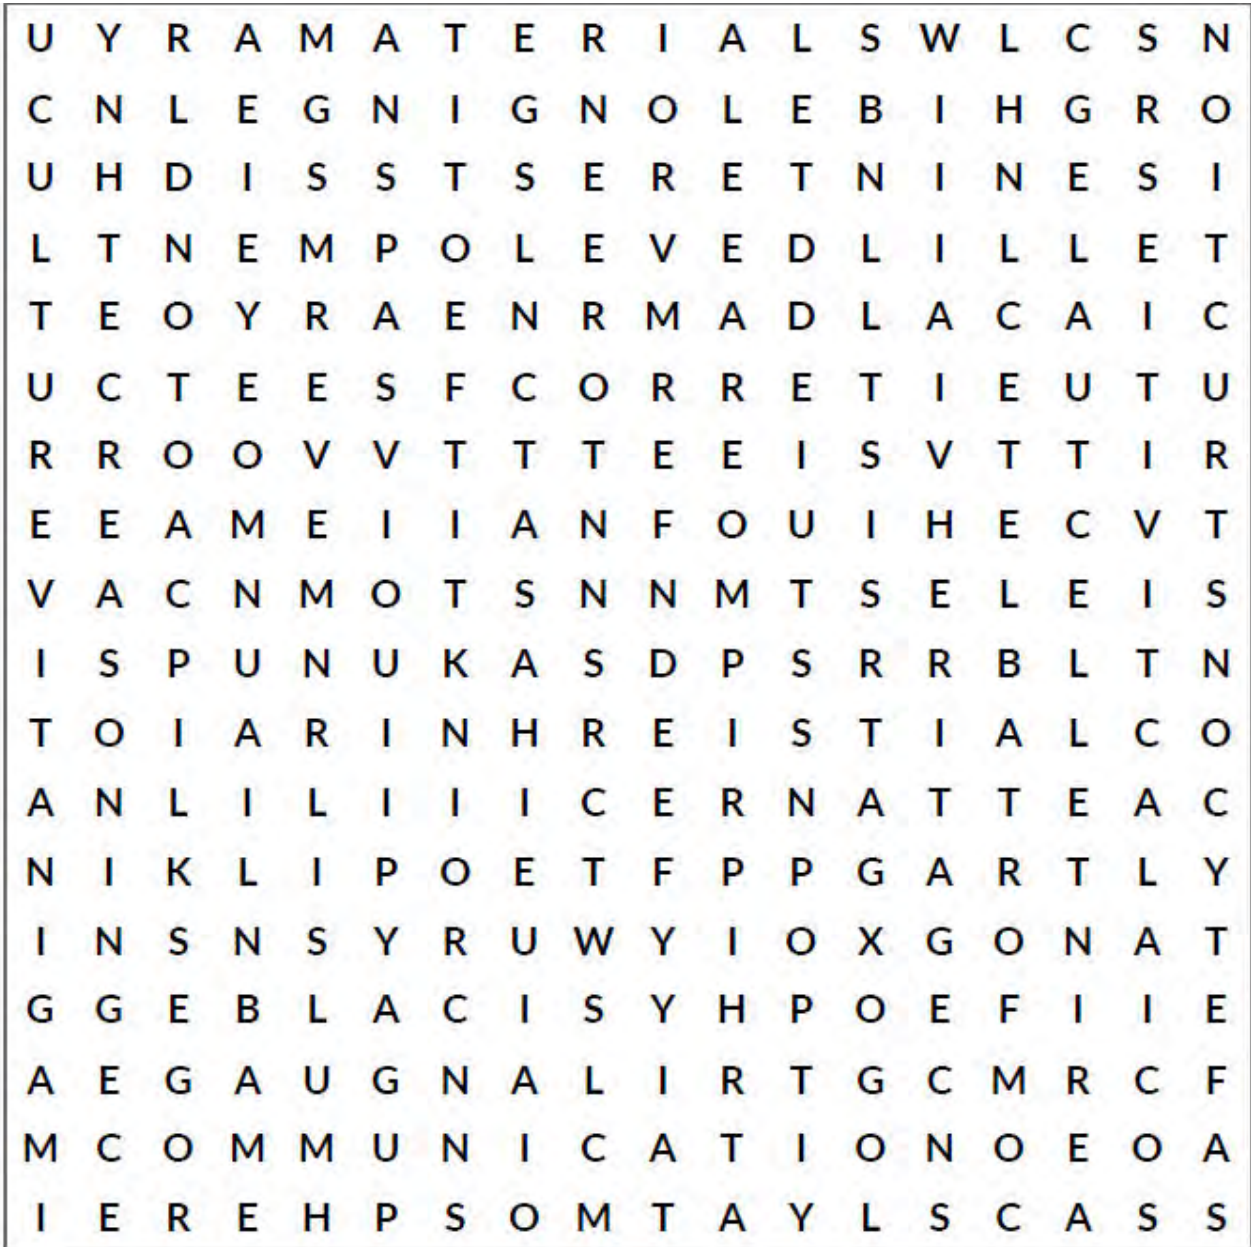 U Y R A M A T E R I A L S W L C S N
C N L E G N I G N O L E B I H G R O
U H D I S S T S E R E T N I N E S I
L T N E M P O L E V E D L I L L E T
T E O Y R A E N R M A D L A C A I C
U C T E E S F C O R R E T I E U T U
R R O O V V T T T E E I S V T T I R
E E A M E I I A N F O U I H E C V T
V A C N M O T S N N M T S E L E I S
I S P U N U K A S D P S R R B L T N
T O I A R I N H R E I S T I A L C O
A N L I L I I I C E R N A T T E A C
N I K L I P O E T F P P G A R T L Y
I N S N S Y R U W Y I O X G O N A T
G G E B L A C I S Y H P O E F I I E
A E G A U G N A L I R T G C M R C F
M C O M M U N I C A T I O N O E O A
I E R E H P S O M T A Y L S C A S S